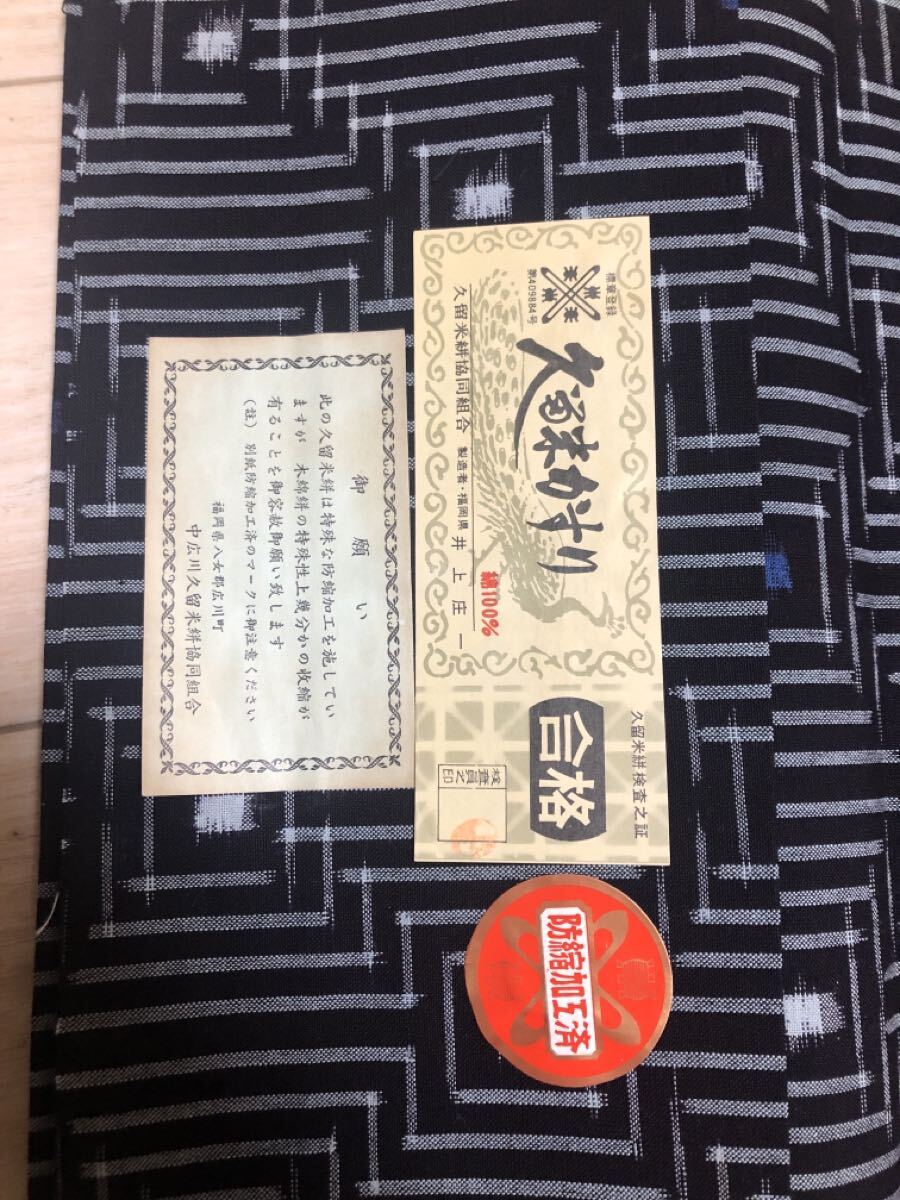 標章登録
第409884号
久留米かすり
綿100%
久留米絣協同組合 製造者・福岡県 井上庄一
久留米絣検査之証
合格
検査員之印
御願い
此の久留米絣は特殊な防縮加工を施してい
ますが 木綿絣の特殊性上幾分かの収縮が
有ることを御容赦御願い致します
(註) 別紙防縮加工済のマークに御注意ください
福岡県八女郡広川町
中広川久留米絣協同組合
防縮加工済